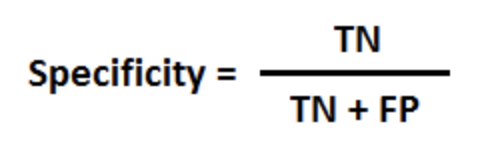 TN
Specificity =
TN + FP